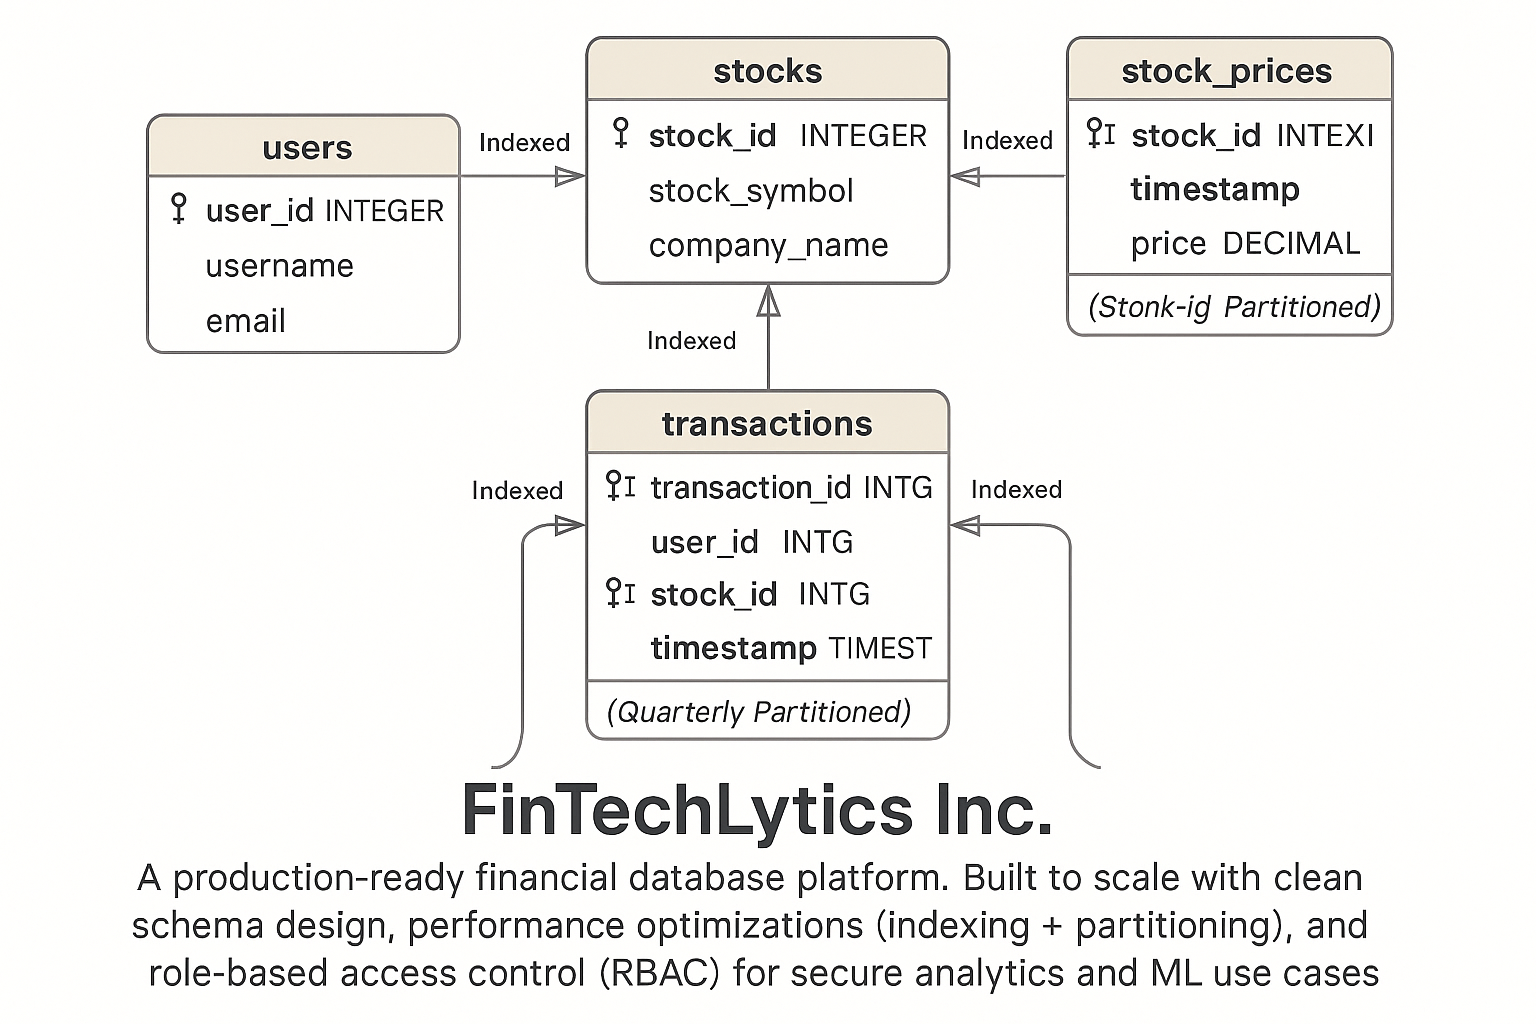 users
user_id INTEGER
username
email
Indexed
stocks
stock_id INTEGER
stock_symbol
company_name
Indexed
stock_prices
I stock_id INTEXI
timestamp
price DECIMAL
(Stonk-ig Partitioned)
Indexed
transactions
I transaction_id INTG
user_id INTG
I stock_id INTG
timestamp TIMEST
(Quarterly Partitioned)
Indexed
Indexed
FinTechLytics Inc.
A production-ready financial database platform. Built to scale with clean
schema design, performance optimizations (indexing + partitioning), and
role-based access control (RBAC) for secure analytics and ML use cases